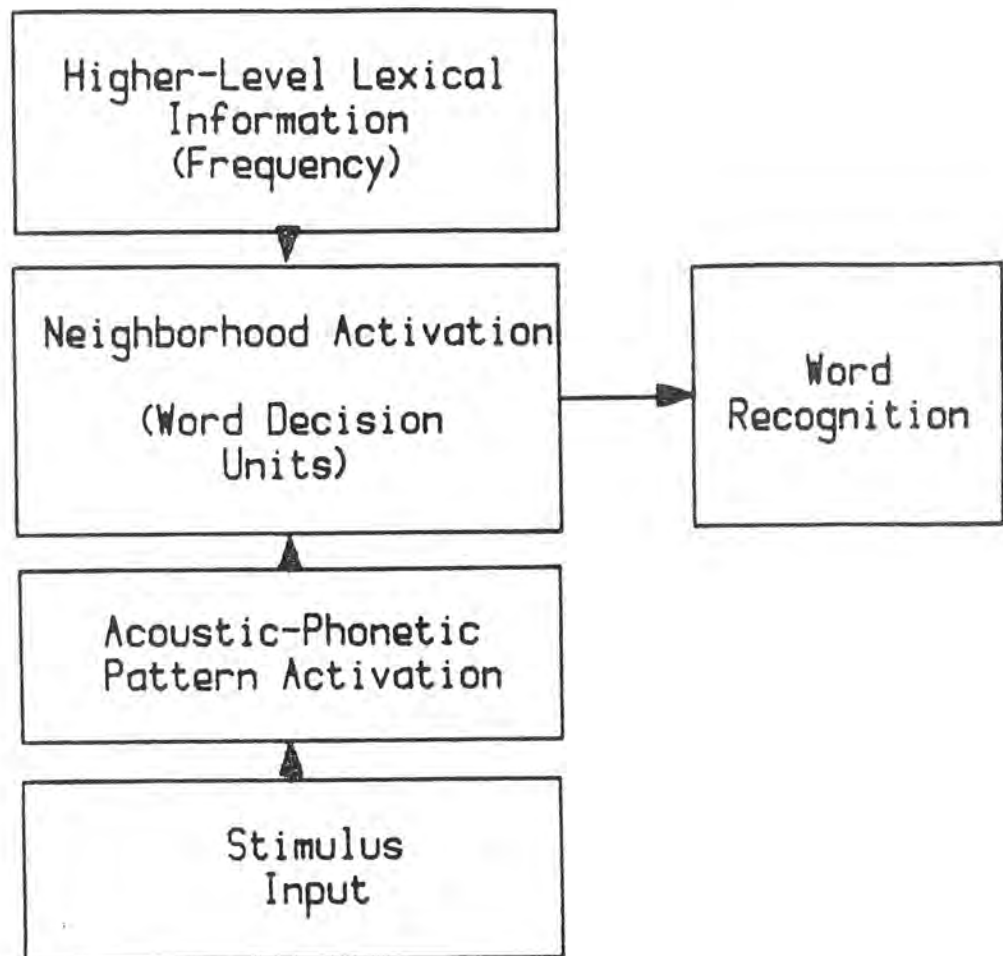 Higher-Level Lexical
Information
(Frequency)
Neighborhood Activation
(Word Decision
Units)
Word
Recognition
Acoustic-Phonetic
Pattern Activation
Stimulus
Input